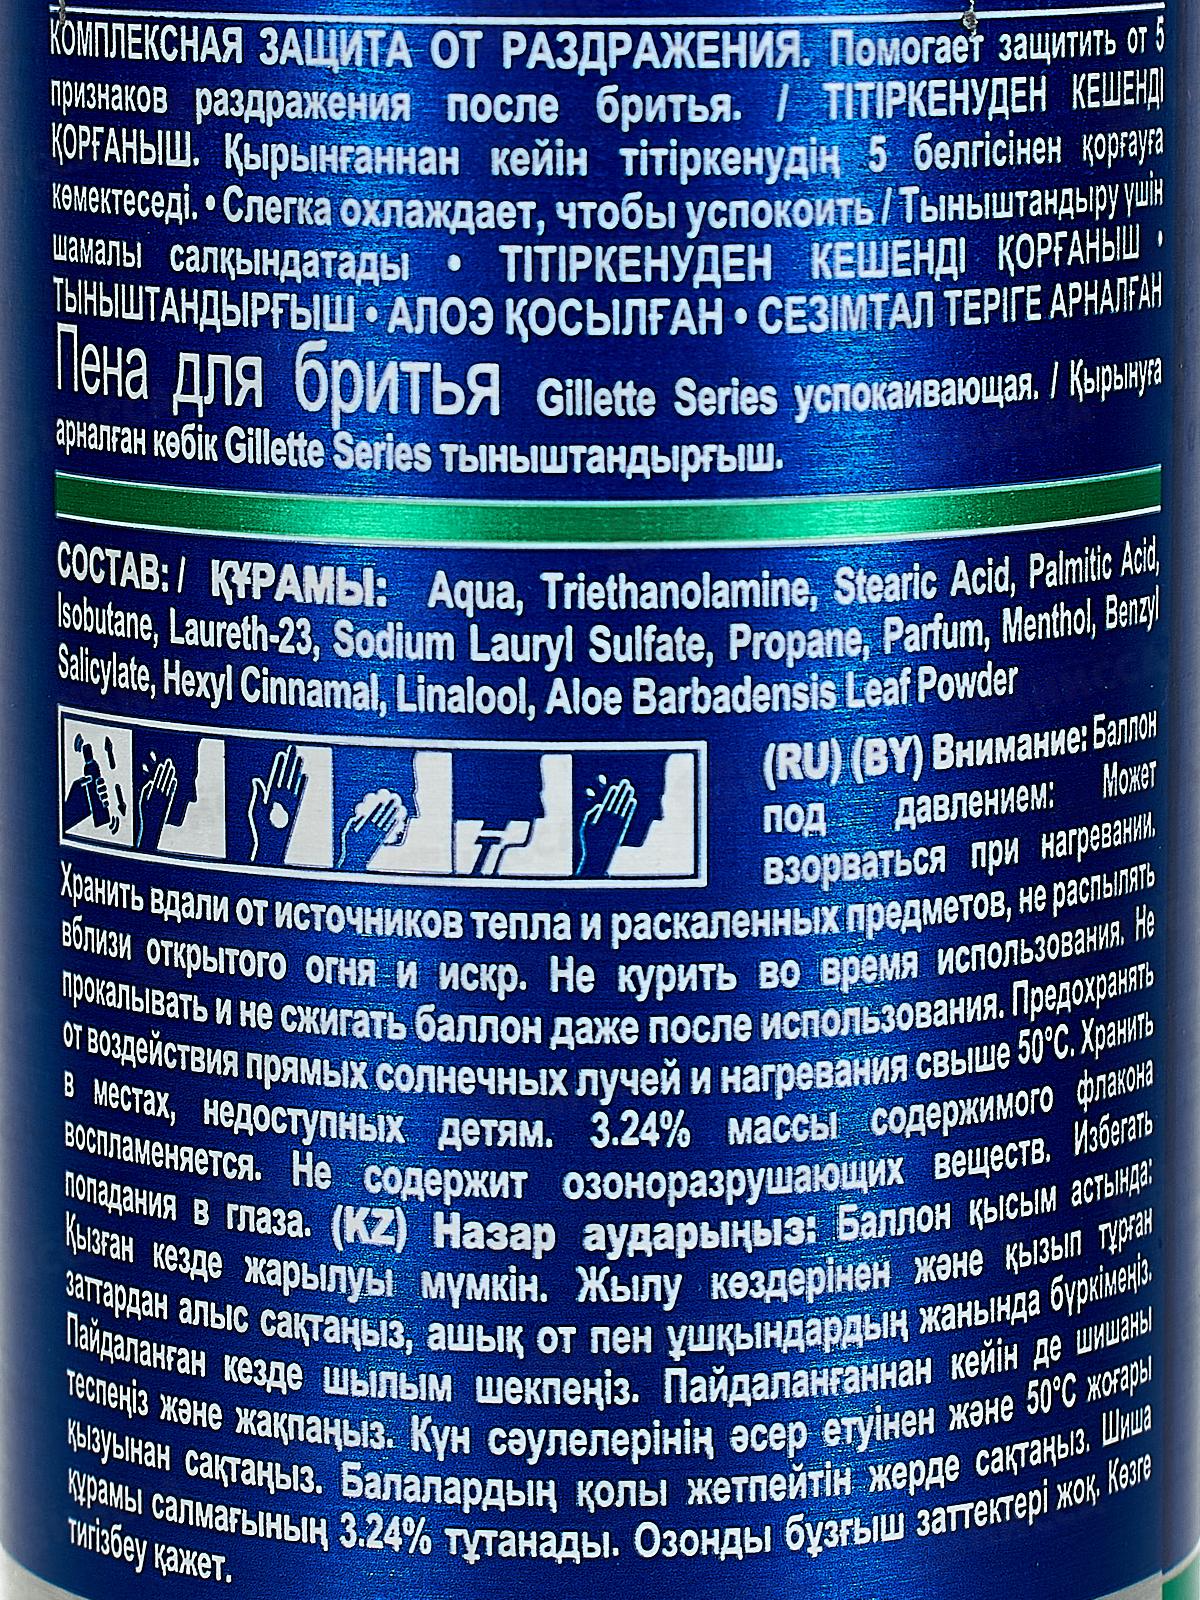 КОМПЛЕКСНАЯ ЗАЩИТА ОТ РАЗДРАЖЕНИЯ. Помогает защитить от 5
признаков раздражения после бритья. / ТІТІРКЕНУДЕН КЕШЕНДІ
ҚОРҒАНЫШ. Қырынғаннан кейін тітіркенудің 5 белгісінен қорғауға
көмектеседі. • Слегка охлаждает, чтобы успокоить / Тыныштандыру үшін
шамалы салқындатады • ТІТІРКЕНУДЕН КЕШЕНДІ ҚОРҒАНЫШ •
ТЫНЫШТАНДЫРҒЫШ • АЛОЭ ҚОСЫЛҒАН • СЕЗІМТАЛ ТЕРІГЕ АРНАЛҒАН
Пена для бритья Gillette Series успокаивающая. / Қырынуға
арналған көбік Gillette Series тыныштандырғыш.
СОСТАВ: / ҚҰРАМЫ: Aqua, Triethanolamine, Stearic Acid, Palmitic Acid,
Isobutane, Laureth-23, Sodium Lauryl Sulfate, Propane, Parfum, Menthol, Benzyl
Salicylate, Hexyl Cinnamal, Linalool, Aloe Barbadensis Leaf Powder
(RU) (BY) Внимание: Баллон
под давлением: Может
взорваться при нагревании.
Хранить вдали от источников тепла и раскаленных предметов, не распылять
вблизи открытого огня и искр. Не курить во время использования. Не
прокалывать и не сжигать баллон даже после использования. Предохранять
от воздействия прямых солнечных лучей и нагревания свыше 50°C. Хранить
в местах, недоступных детям. 3.24% массы содержимого флакона
воспламеняется. Не содержит озоноразрушающих веществ. Избегать
попадания в глаза. (KZ) Назар аударыңыз: Баллон қысым астында:
Қызған кезде жарылуы мүмкін. Жылу көздерінен және қызып тұрған
заттардан алыс сақтаңыз, ашық от пен ұшқындардың жанында бүркімеңіз.
Пайдаланған кезде шылым шекпеңіз. Пайдаланғаннан кейін де шишаны
теспеңіз және жақпаңыз. Күн сәулелерінің әсер етуінен және 50°C жоғары
қызуынан сақтаңыз. Балалардың қолы жетпейтін жерде сақтаңыз. Шиша
құрамы салмағының 3.24% тұтанады. Озонды бұзғыш заттектері жоқ. Көзге
тигізбеу қажет.